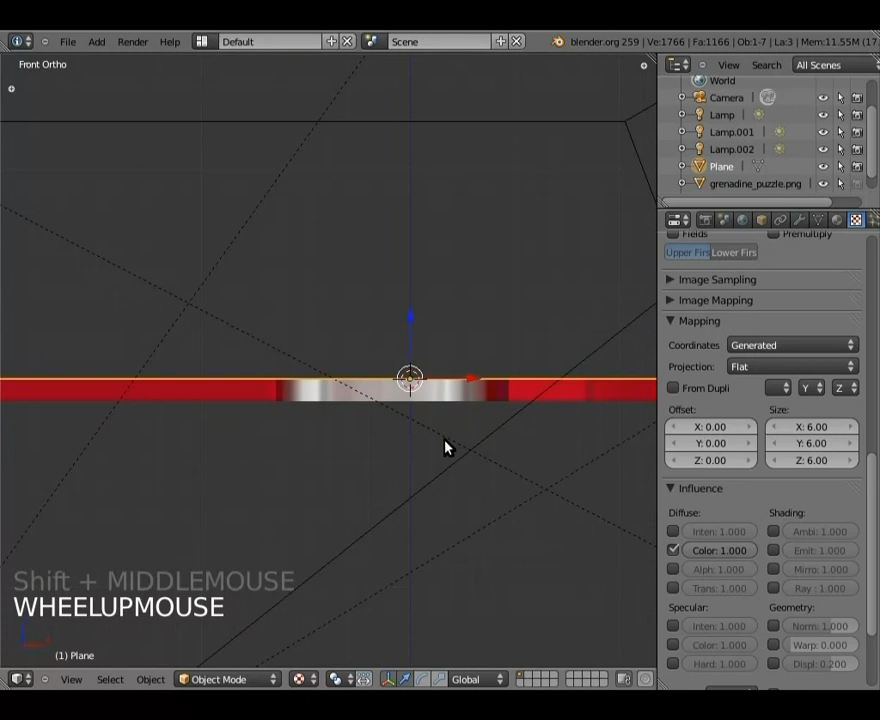 File Add Render Help Default Scene blender.org 259 | Ve:1766 | Fa:1166 | Ob:1-7 | La:3 | Mem:11.55M (17
Front Ortho
View Search All Scenes
World
Camera
Lamp
Lamp.001
Lamp.002
Plane
grenadine_puzzle.png
Fields Premultiply
Upper Firs Lower Firs
Image Sampling
Image Mapping
Mapping
Coordinates Generated
Projection: Flat
From Dupli Y Z
Offset: Size:
X: 0.00 X: 6.00
Y: 0.00 Y: 6.00
Z: 0.00 Z: 6.00
Influence
Diffuse: Shading:
Inten: 1.000 Ambi: 1.000
Color: 1.000 Emit: 1.000
Alph: 1.000 Mirro: 1.000
Trans: 1.000 Ray : 1.000
Specular: Geometry:
Inten: 1.000 Norm: 1.000
Color: 1.000 Warp: 0.000
Hard: 1.000 Displ: 0.200
Shift + MIDDLEMOUSE
WHEELUPMOUSE
(1) Plane
View Select Object Object Mode Global